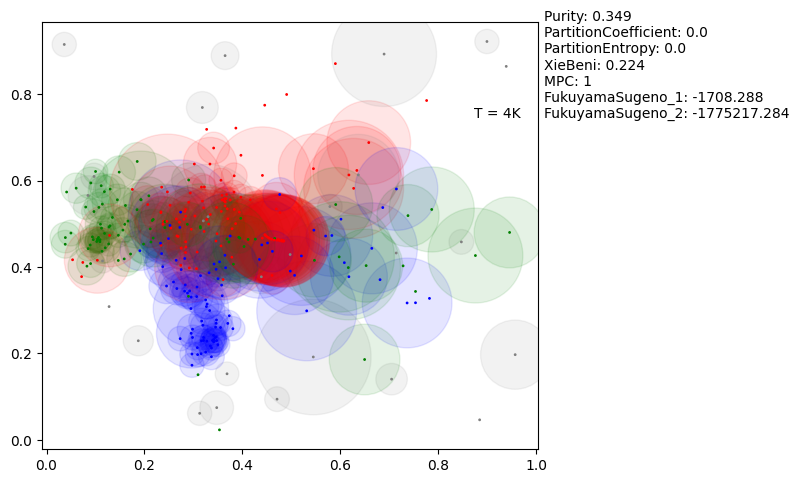 Purity: 0.349
PartitionCoefficient: 0.0
PartitionEntropy: 0.0
XieBeni: 0.224
MPC: 1
FukuyamaSugeno_1: -1708.288
FukuyamaSugeno_2: -1775217.284
T = 4K
0.8
0.6
0.4
0.2
0.0
0.0 0.2 0.4 0.6 0.8 1.0